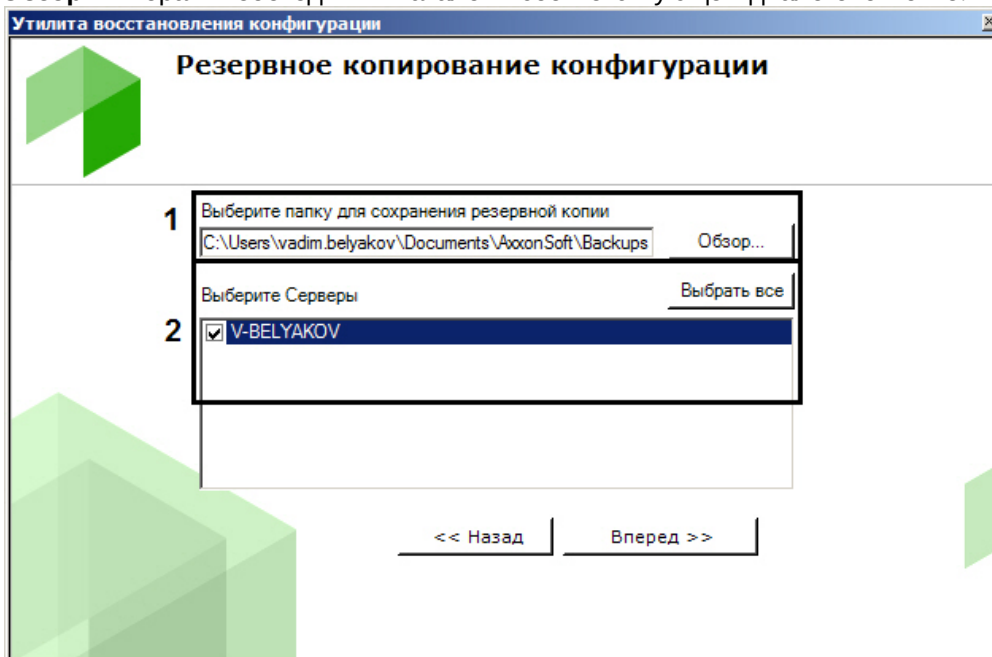 Утилита восстановления конфигурации
Резервное копирование конфигурации
1
Выберите папку для сохранения резервной копии
C:\Users\vadim.belyakov\Documents\AxxonSoft\Backups
Обзор...
Выберите Серверы
Выбрать все
2
V-BELYAKOV
<< Назад
Вперед >>